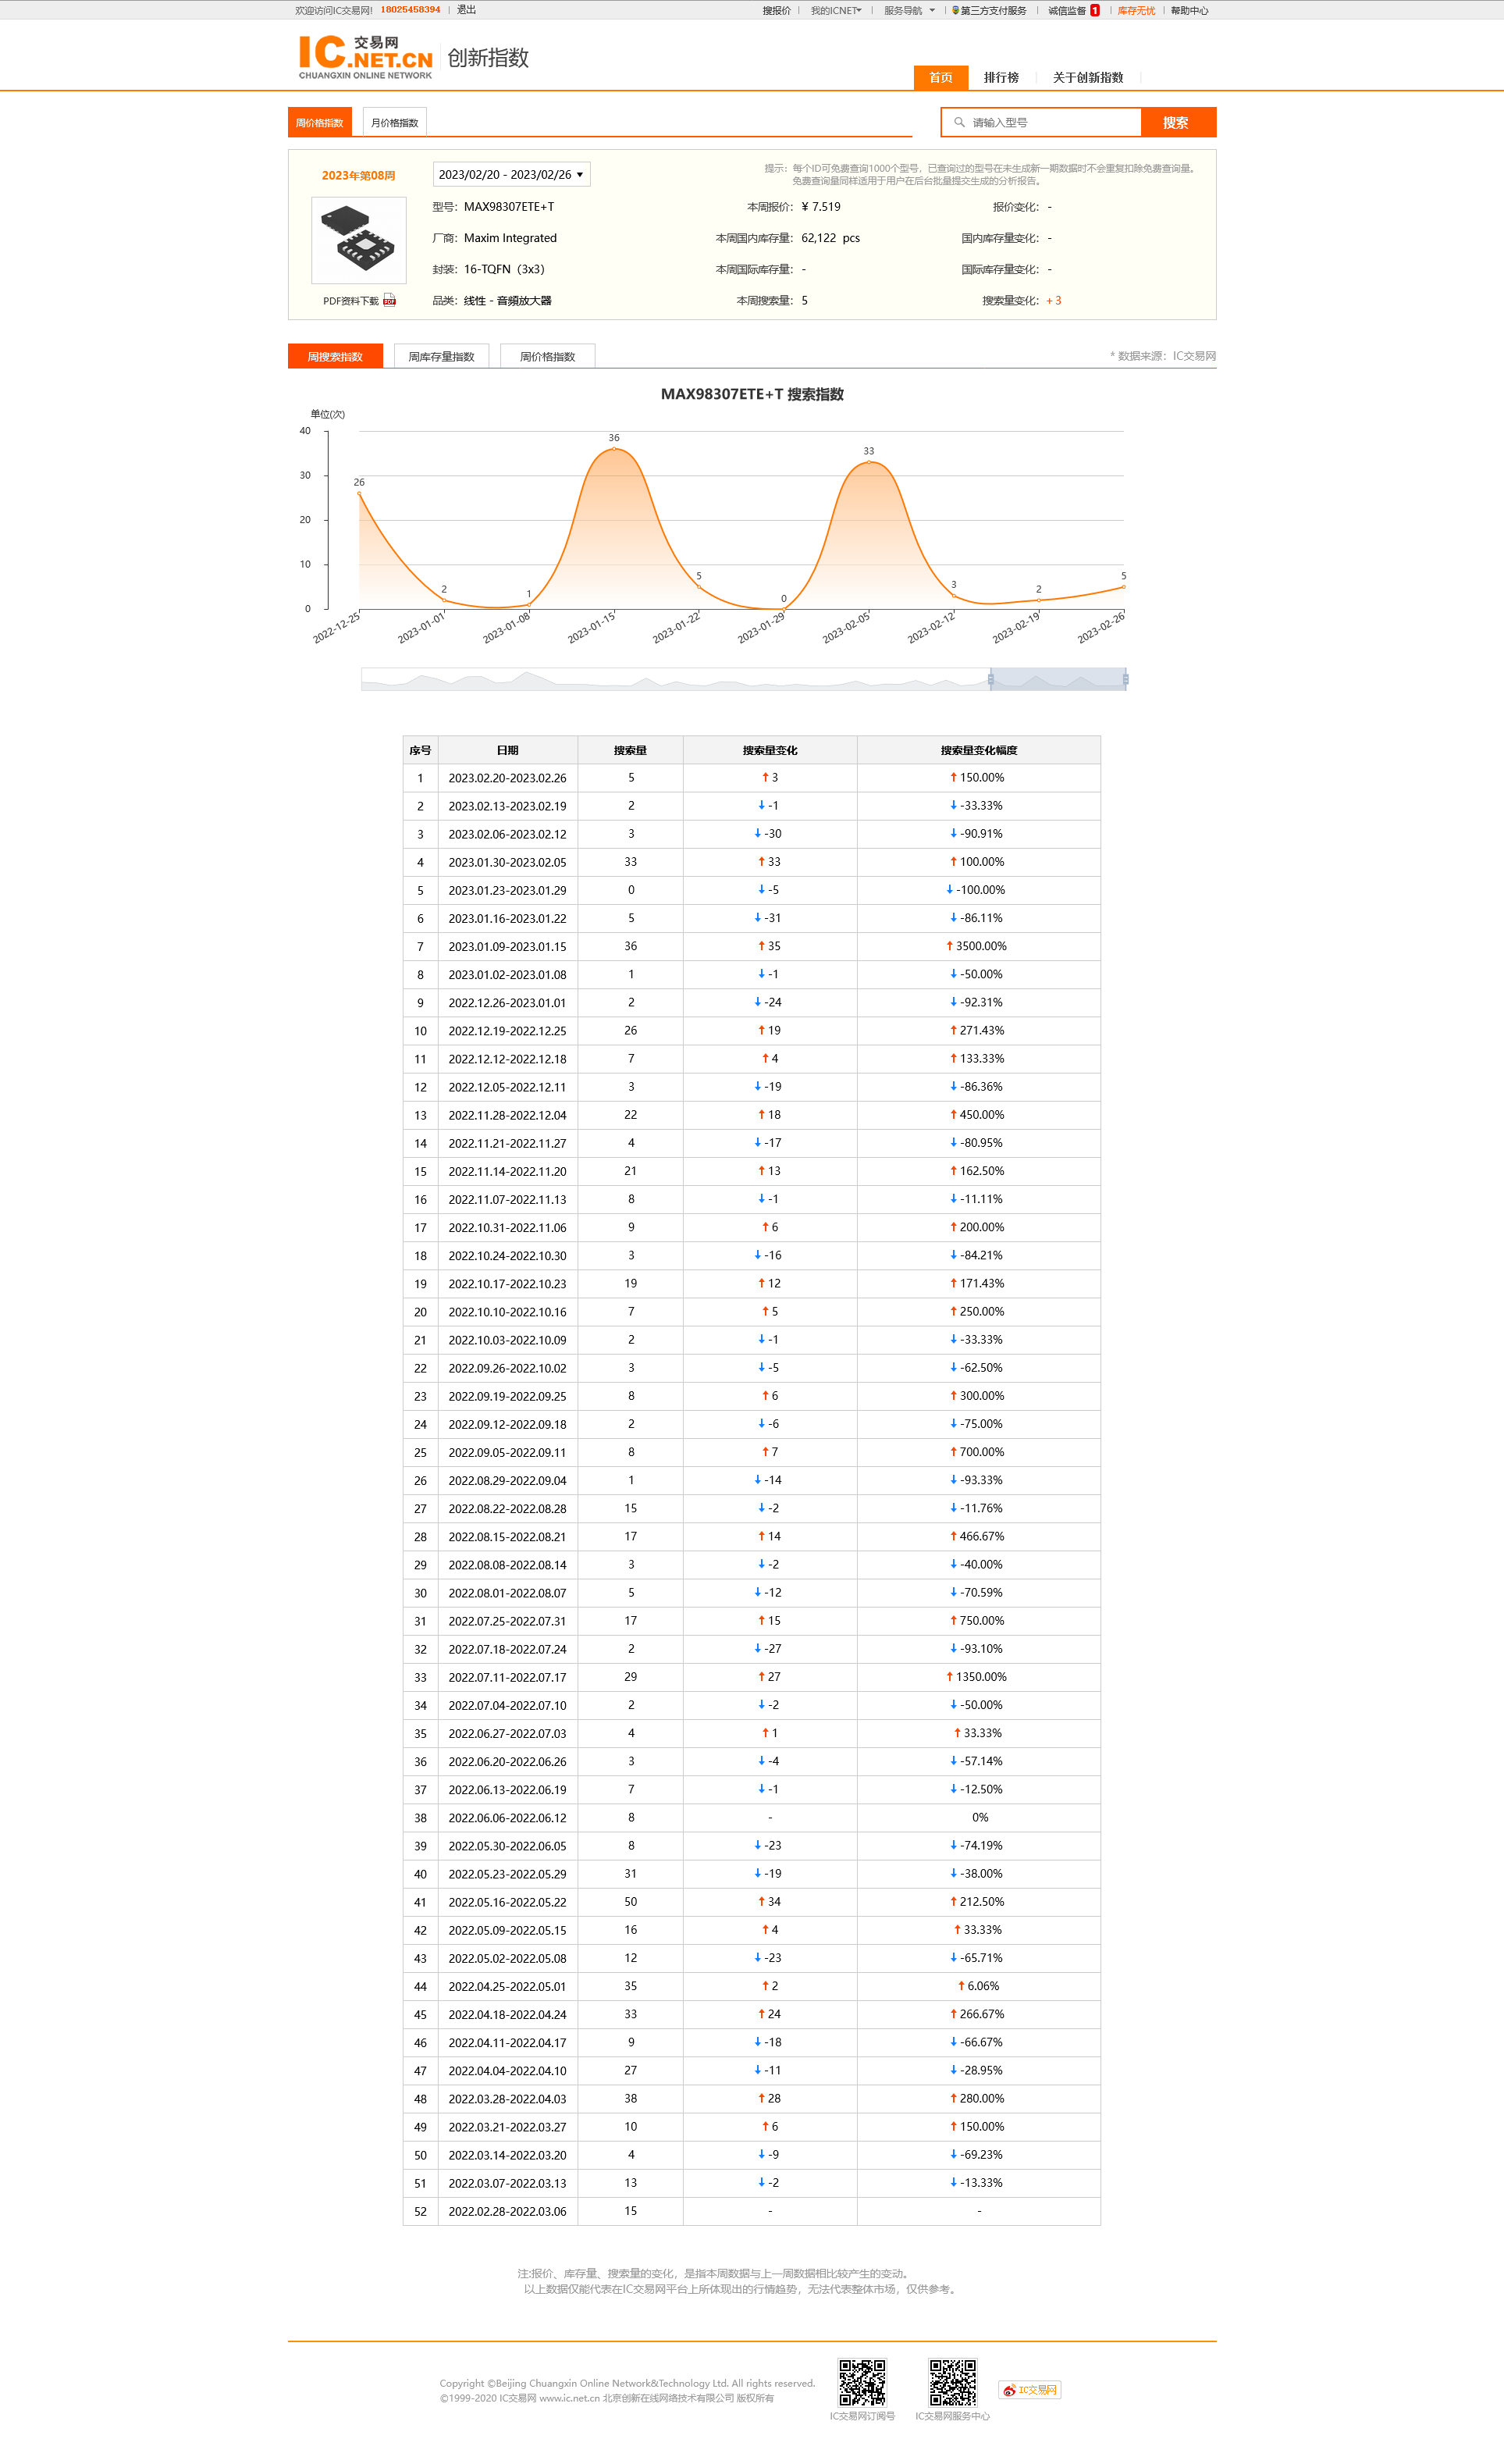 欢迎访问IC交易网! 18025458394 退出 搜报价 我的ICNET 服务导航 第三方支付服务 诚信监督 1 库存无忧 帮助中心
IC 交易网 .NET.CN 创新指数
CHUANGXIN ONLINE NETWORK
首页 排行榜 关于创新指数
周价格指数 月价格指数 请输入型号 搜索
2023年第08周 2023/02/20 - 2023/02/26 提示：每个ID可免费查询1000个型号，已查询过的型号在未生成新一期数据时不会重复扣除免费查询量。
免费查询量同样适用于用户在后台批量提交生成的分析报告。
型号：MAX98307ETE+T 本周报价：¥ 7.519 报价变化：-
厂商：Maxim Integrated 本周国内库存量：62,122 pcs 国内库存量变化：-
封装：16-TQFN（3x3） 本周国际库存量：- 国际库存量变化：-
PDF资料下载 品类：线性 - 音頻放大器 本周搜索量：5 搜索量变化：+ 3
周搜索指数 周库存量指数 周价格指数 * 数据来源：IC交易网
MAX98307ETE+T 搜索指数
单位(次)
40
36
33
30
26
20
10
5
5
3
2
2
1
0
0
2022-12-25 2023-01-01 2023-01-08 2023-01-15 2023-01-22 2023-01-29 2023-02-05 2023-02-12 2023-02-19 2023-02-26
序号 日期 搜索量 搜索量变化 搜索量变化幅度
1 2023.02.20-2023.02.26 5 ↑ 3 ↑ 150.00%
2 2023.02.13-2023.02.19 2 ↓ -1 ↓ -33.33%
3 2023.02.06-2023.02.12 3 ↓ -30 ↓ -90.91%
4 2023.01.30-2023.02.05 33 ↑ 33 ↑ 100.00%
5 2023.01.23-2023.01.29 0 ↓ -5 ↓ -100.00%
6 2023.01.16-2023.01.22 5 ↓ -31 ↓ -86.11%
7 2023.01.09-2023.01.15 36 ↑ 35 ↑ 3500.00%
8 2023.01.02-2023.01.08 1 ↓ -1 ↓ -50.00%
9 2022.12.26-2023.01.01 2 ↓ -24 ↓ -92.31%
10 2022.12.19-2022.12.25 26 ↑ 19 ↑ 271.43%
11 2022.12.12-2022.12.18 7 ↑ 4 ↑ 133.33%
12 2022.12.05-2022.12.11 3 ↓ -19 ↓ -86.36%
13 2022.11.28-2022.12.04 22 ↑ 18 ↑ 450.00%
14 2022.11.21-2022.11.27 4 ↓ -17 ↓ -80.95%
15 2022.11.14-2022.11.20 21 ↑ 13 ↑ 162.50%
16 2022.11.07-2022.11.13 8 ↓ -1 ↓ -11.11%
17 2022.10.31-2022.11.06 9 ↑ 6 ↑ 200.00%
18 2022.10.24-2022.10.30 3 ↓ -16 ↓ -84.21%
19 2022.10.17-2022.10.23 19 ↑ 12 ↑ 171.43%
20 2022.10.10-2022.10.16 7 ↑ 5 ↑ 250.00%
21 2022.10.03-2022.10.09 2 ↓ -1 ↓ -33.33%
22 2022.09.26-2022.10.02 3 ↓ -5 ↓ -62.50%
23 2022.09.19-2022.09.25 8 ↑ 6 ↑ 300.00%
24 2022.09.12-2022.09.18 2 ↓ -6 ↓ -75.00%
25 2022.09.05-2022.09.11 8 ↑ 7 ↑ 700.00%
26 2022.08.29-2022.09.04 1 ↓ -14 ↓ -93.33%
27 2022.08.22-2022.08.28 15 ↓ -2 ↓ -11.76%
28 2022.08.15-2022.08.21 17 ↑ 14 ↑ 466.67%
29 2022.08.08-2022.08.14 3 ↓ -2 ↓ -40.00%
30 2022.08.01-2022.08.07 5 ↓ -12 ↓ -70.59%
31 2022.07.25-2022.07.31 17 ↑ 15 ↑ 750.00%
32 2022.07.18-2022.07.24 2 ↓ -27 ↓ -93.10%
33 2022.07.11-2022.07.17 29 ↑ 27 ↑ 1350.00%
34 2022.07.04-2022.07.10 2 ↓ -2 ↓ -50.00%
35 2022.06.27-2022.07.03 4 ↑ 1 ↑ 33.33%
36 2022.06.20-2022.06.26 3 ↓ -4 ↓ -57.14%
37 2022.06.13-2022.06.19 7 ↓ -1 ↓ -12.50%
38 2022.06.06-2022.06.12 8 - 0%
39 2022.05.30-2022.06.05 8 ↓ -23 ↓ -74.19%
40 2022.05.23-2022.05.29 31 ↓ -19 ↓ -38.00%
41 2022.05.16-2022.05.22 50 ↑ 34 ↑ 212.50%
42 2022.05.09-2022.05.15 16 ↑ 4 ↑ 33.33%
43 2022.05.02-2022.05.08 12 ↓ -23 ↓ -65.71%
44 2022.04.25-2022.05.01 35 ↑ 2 ↑ 6.06%
45 2022.04.18-2022.04.24 33 ↑ 24 ↑ 266.67%
46 2022.04.11-2022.04.17 9 ↓ -18 ↓ -66.67%
47 2022.04.04-2022.04.10 27 ↓ -11 ↓ -28.95%
48 2022.03.28-2022.04.03 38 ↑ 28 ↑ 280.00%
49 2022.03.21-2022.03.27 10 ↑ 6 ↑ 150.00%
50 2022.03.14-2022.03.20 4 ↓ -9 ↓ -69.23%
51 2022.03.07-2022.03.13 13 ↓ -2 ↓ -13.33%
52 2022.02.28-2022.03.06 15 - -
注:报价、库存量、搜索量的变化，是指本周数据与上一周数据相比较产生的变动。
以上数据仅能代表在IC交易网平台上所体现出的行情趋势，无法代表整体市场，仅供参考。
Copyright ©Beijing Chuangxin Online Network&Technology Ltd. All rights reserved.
©1999-2020 IC交易网 www.ic.net.cn 北京创新在线网络技术有限公司 版权所有
IC交易网
IC交易网订阅号 IC交易网服务中心